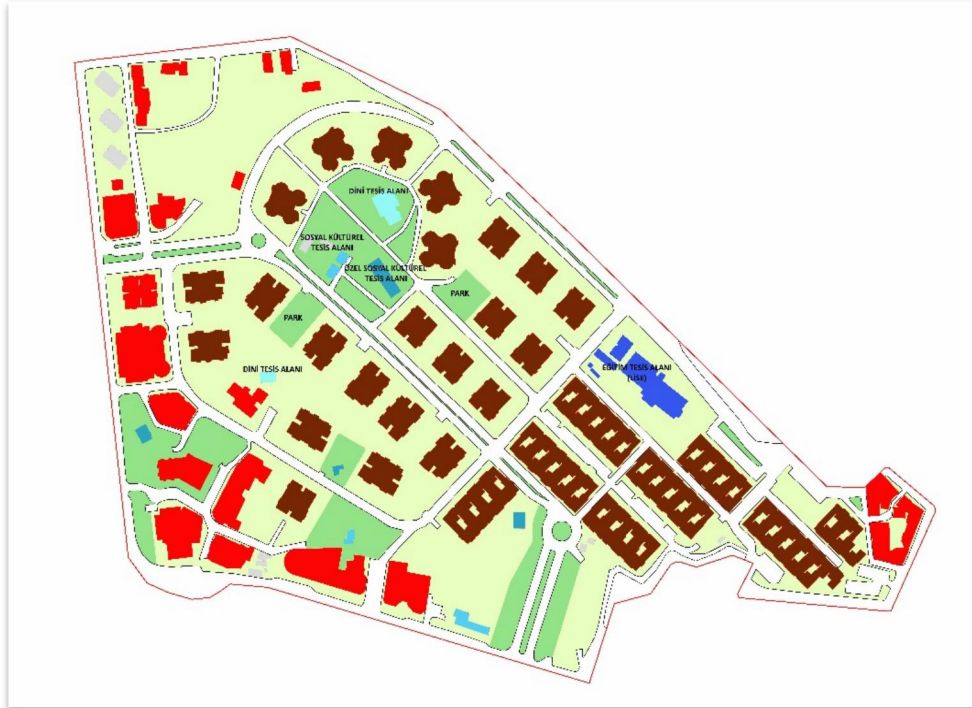 DİNİ TESİS ALANI
SOSYAL KÜLTÜREL
TESİS ALANI
ÖZEL SOSYAL KÜLTÜREL
TESİS ALANI
PARK
PARK
DİNİ TESİS ALANI
EĞİTİM TESİS ALANI
(LİSE)